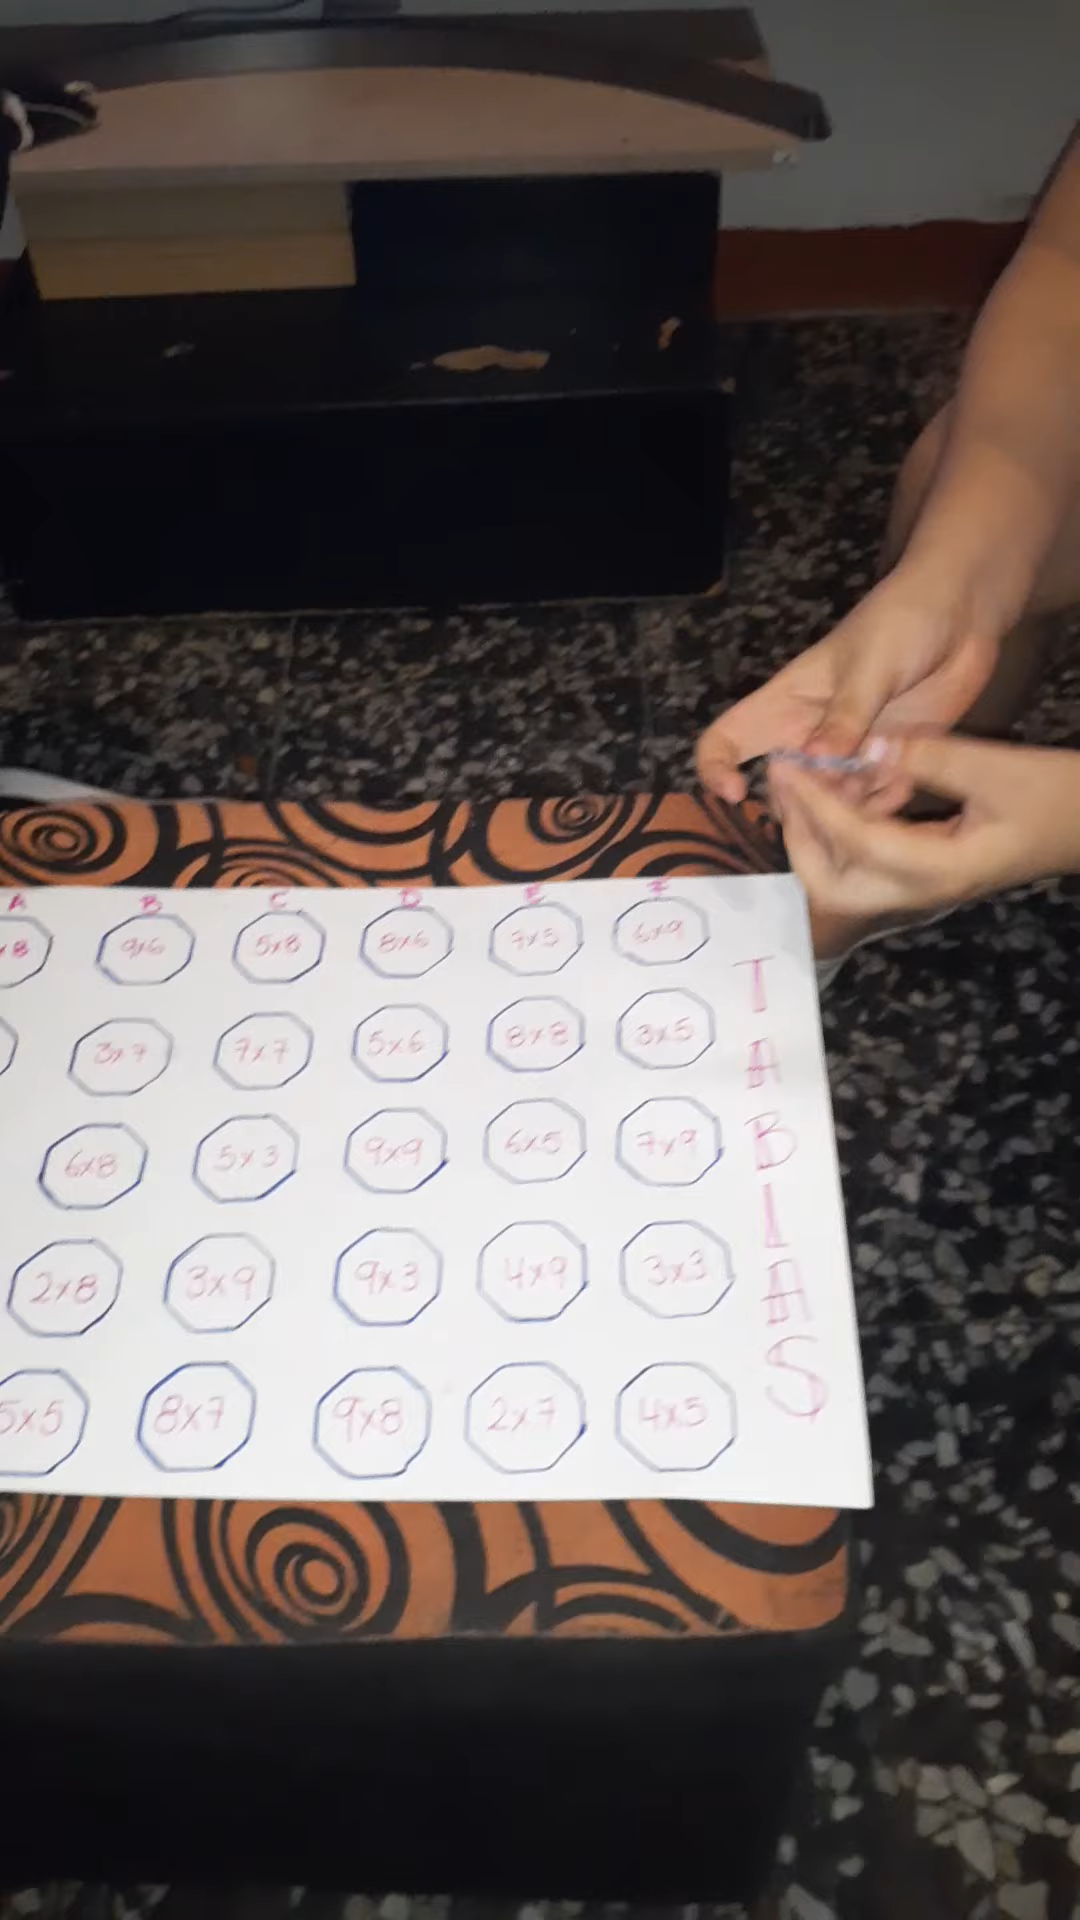 A B C D E F
9x6 5x8 8x6 7x5 6x9
3x7 7x7 5x6 8x8 3x5
6x8 5x3 9x9 6x5 7x9
2x8 3x9 9x3 4x9 3x3
5x5 8x7 9x8 2x7 4x5
TABIAS